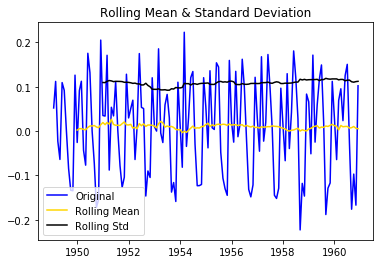 Rolling Mean & Standard Deviation
0.2
0.1
0.0
−0.1
−0.2
Original
Rolling Mean
Rolling Std
1950 1952 1954 1956 1958 1960